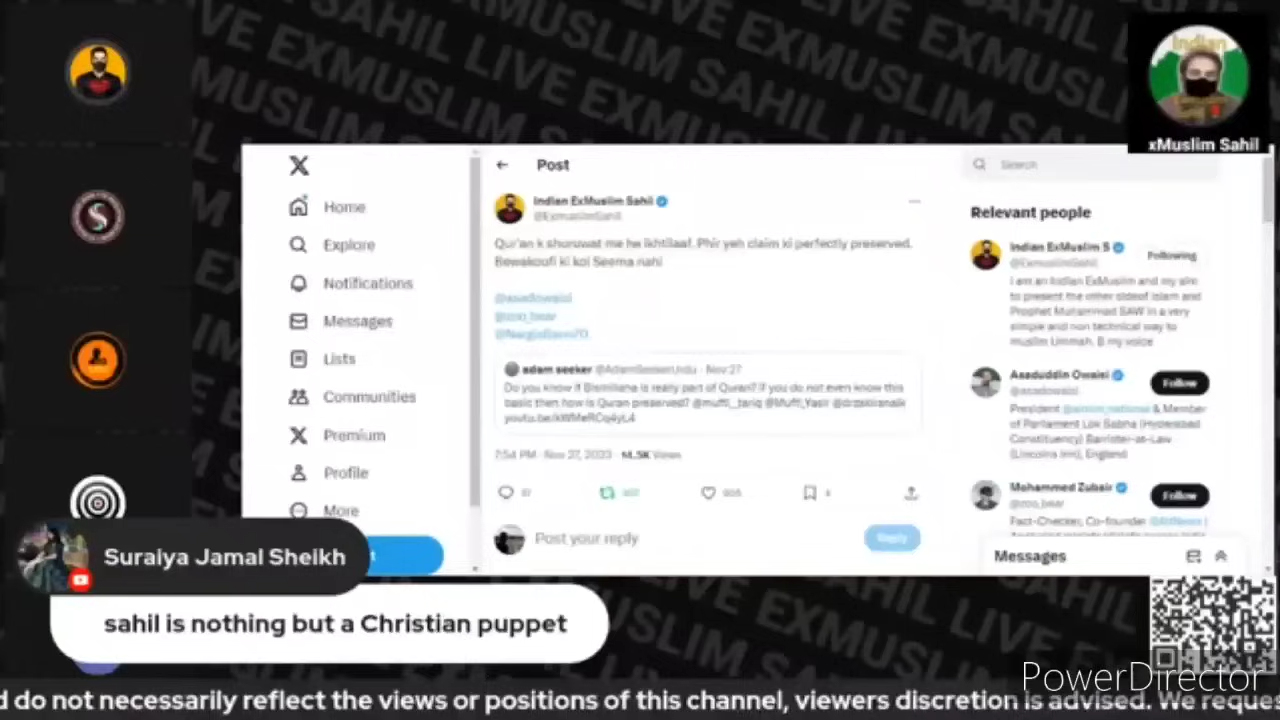 Indian
xMuslim Sahil
X
Home
Explore
Notifications
Messages
Lists
Communities
Premium
Profile
More
Post
Indian ExMuslim Sahil
@ExmuslimSahil
Qur'an k shuruwat me he ikhtilaaf. Phir yeh claim ki perfectly preserved.
Bewakoofi ki koi Seema nahi
@asadowaisi
@zoo_bear
adam seeker @AdamSeekerUrdu · Nov 27
Do you know if Bismillah is really part of Quran? If you do not even know this
basic then how is Quran preserved? @mufti_tariq @Mufti_Yasir
7:54 PM · Nov 27, 2023 · 14.5K Views
Post your reply
Reply
Search
Relevant people
Indian ExMuslim S
@ExmuslimSahil
Following
I am an Indian ExMuslim and my aim
to present the other side of Islam and
Prophet Muhammad SAW in a very
simple and non technical way to
muslim Ummah. B my voice
Asaduddin Owaisi
@asadowaisi
Follow
President @aimim_national & Member
of Parliament Lok Sabha (Hyderabad
Constituency) Barrister-at-Law
(Lincolns Inn), England
Mohammed Zubair
@zoo_bear
Follow
Fact-Checker, Co-founder @AltNews
Messages
Suraiya Jamal Sheikh
sahil is nothing but a Christian puppet
PowerDirector
d do not necessarily reflect the views or positions of this channel, viewers discretion is advised. We reques